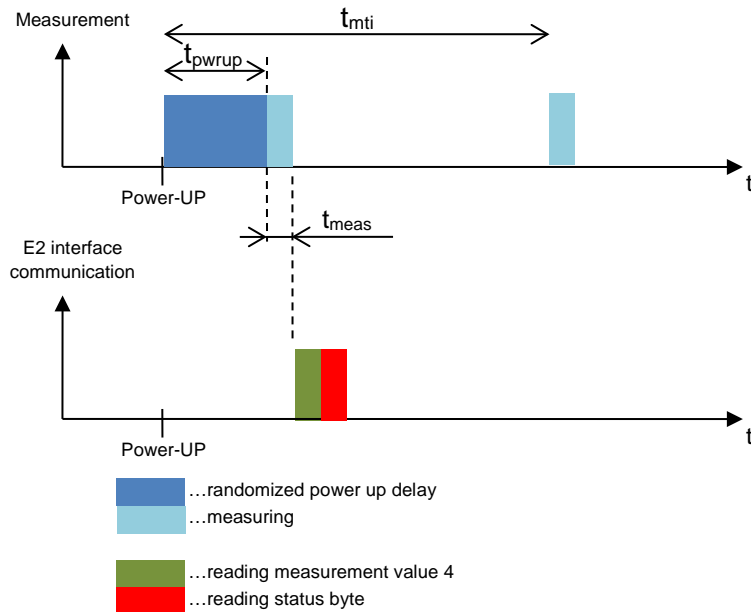 Measurement
tmti
tpwrup
t
Power-UP
tmeas
E2 interface
communication
t
Power-UP
...randomized power up delay
...measuring
...reading measurement value 4
...reading status byte